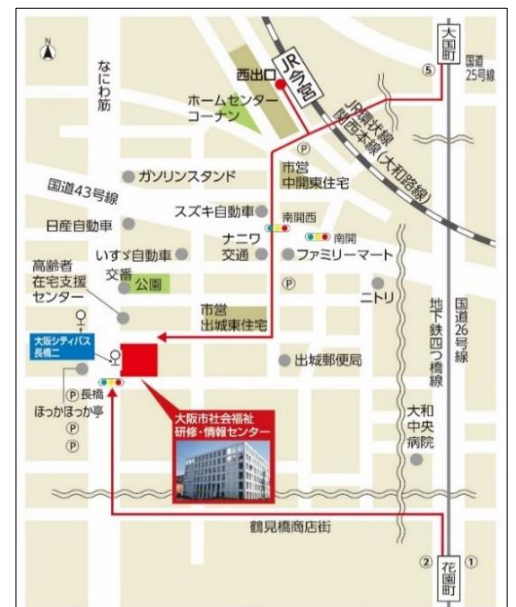 N
大国町
⑤
国道
25号線
JR今宮
西出口
JR環状線
関西本線(大和路線)
なにわ筋
ホームセンター
コーナン
Ⓟ
市営
中開東住宅
ガソリンスタンド
国道43号線
スズキ自動車
南開西
南開
日産自動車
いすゞ自動車
ナニワ
交通
ファミリーマート
高齢者
在宅支援
センター
交番
公園
Ⓟ
ニトリ
市営
出城東住宅
地下鉄四つ橋線
国道26号線
大阪シティバス
長橋二
出城郵便局
Ⓟ長橋
ほっかほっか亭
Ⓟ
Ⓟ
大阪市社会福祉
研修・情報センター
大和
中央
病院
鶴見橋商店街
②
①
花園町